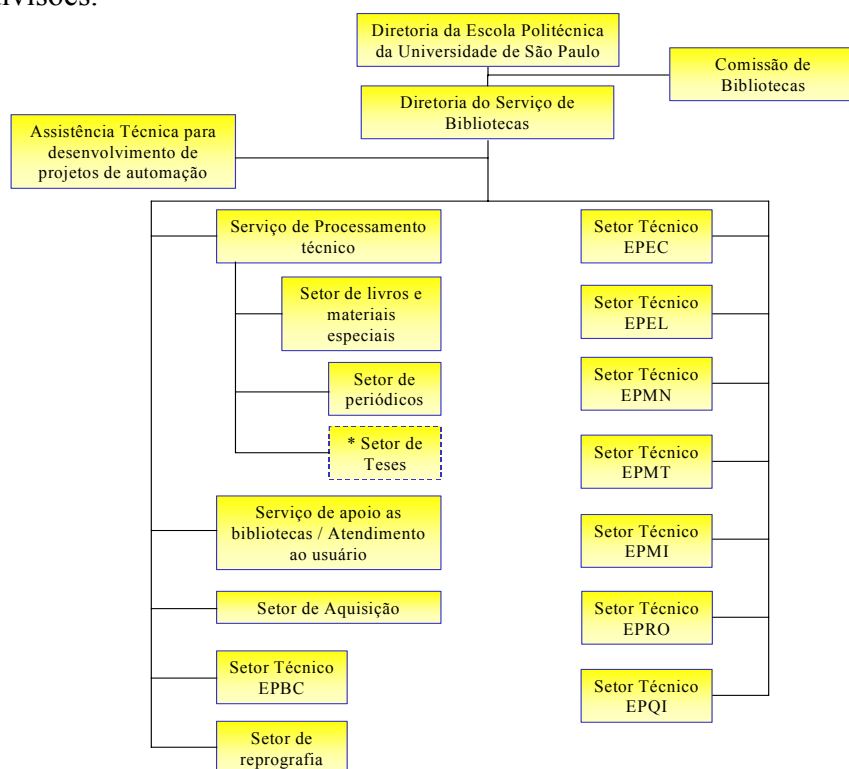 Diretoria da Escola Politécnica
da Universidade de São Paulo
Comissão de
Bibliotecas
Diretoria do Serviço de
Bibliotecas
Assistência Técnica para
desenvolvimento de
projetos de automação
Serviço de Processamento
técnico
Setor de livros e
materiais
especiais
Setor de
periódicos
* Setor de
Teses
Serviço de apoio as
bibliotecas / Atendimento
ao usuário
Setor de Aquisição
Setor Técnico
EPBC
Setor de
reprografia
Setor Técnico
EPEC
Setor Técnico
EPEL
Setor Técnico
EPMN
Setor Técnico
EPMT
Setor Técnico
EPMI
Setor Técnico
EPRO
Setor Técnico
EPQI